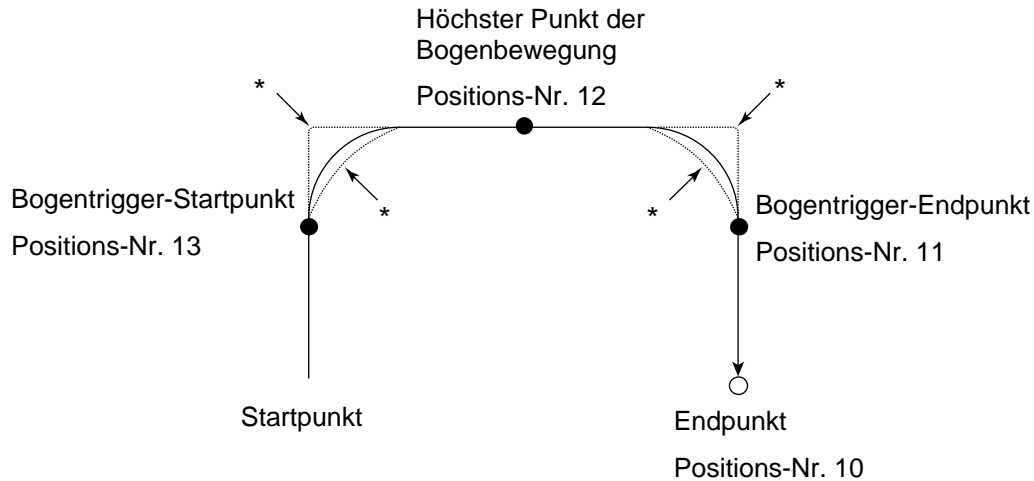 Höchster Punkt der
Bogenbewegung
Positions-Nr. 12
*
*
Bogentrigger-Startpunkt
Positions-Nr. 13
*
*
Bogentrigger-Endpunkt
Positions-Nr. 11
Startpunkt
Endpunkt
Positions-Nr. 10